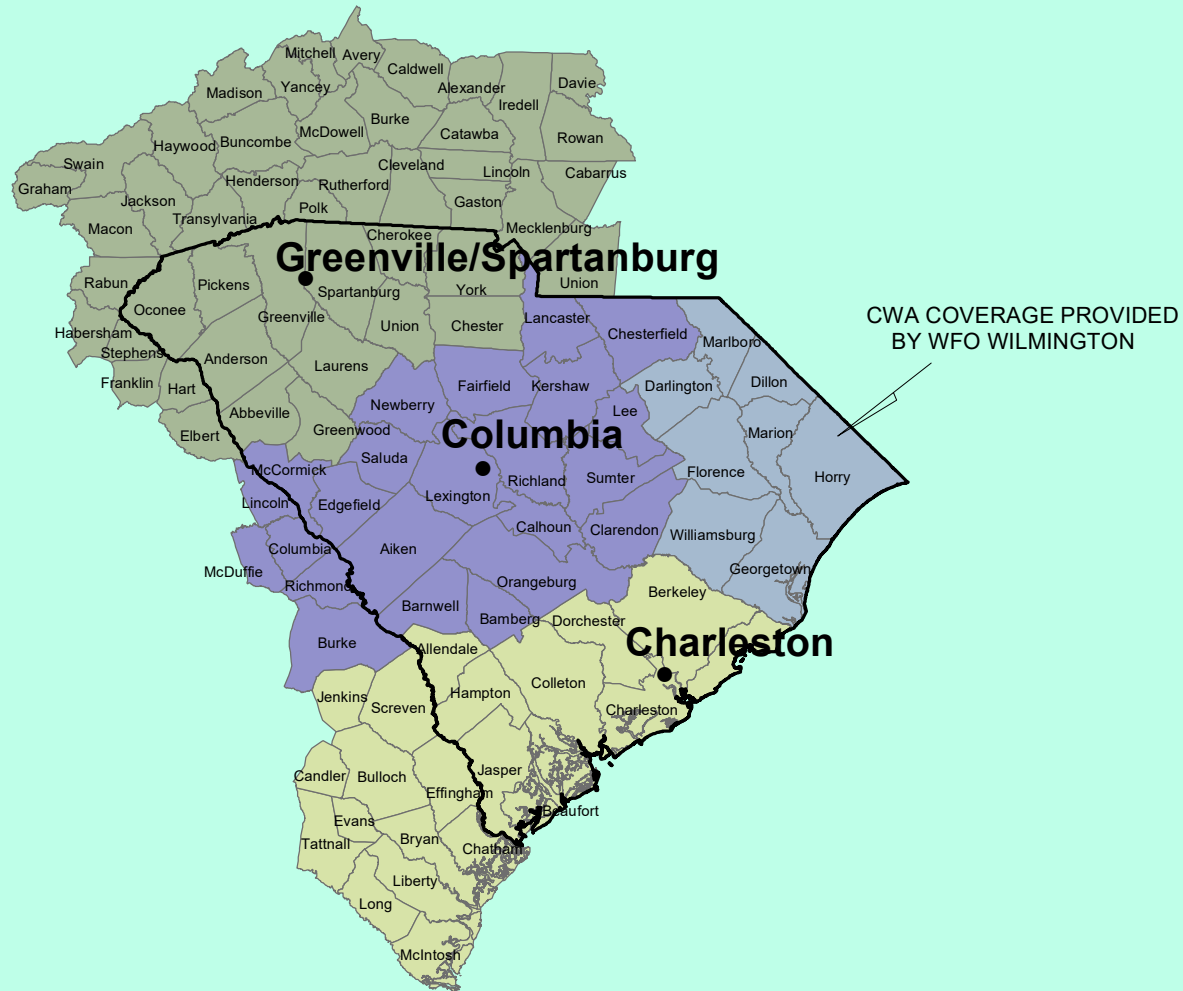 Mitchell
Avery
Caldwell
Davie
Madison
Yancey
Alexander
Iredell
Haywood
Buncombe
McDowell
Burke
Catawba
Rowan
Swain
Graham
Jackson
Henderson
Rutherford
Cleveland
Lincoln
Cabarrus
Macon
Transylvania
Polk
Gaston
Mecklenburg
Cherokee
Greenville/Spartanburg
Rabun
Oconee
Pickens
Spartanburg
York
Union
Habersham
Stephens
Greenville
Union
Chester
Lancaster
Chesterfield
CWA COVERAGE PROVIDED
BY WFO WILMINGTON
Marlboro
Franklin
Hart
Anderson
Laurens
Fairfield
Kershaw
Darlington
Dillon
Elbert
Abbeville
Greenwood
Newberry
Columbia
Lee
Marion
McCormick
Saluda
Lincoln
Edgefield
Lexington
Richland
Sumter
Florence
Horry
Columbia
Aiken
Calhoun
Clarendon
Williamsburg
McDuffie
Richmond
Orangeburg
Georgetown
Barnwell
Bamberg
Berkeley
Burke
Allendale
Dorchester
Charleston
Jenkins
Screven
Hampton
Colleton
Charleston
Candler
Bulloch
Effingham
Jasper
Beaufort
Evans
Tattnall
Bryan
Chatham
Liberty
Long
McIntosh